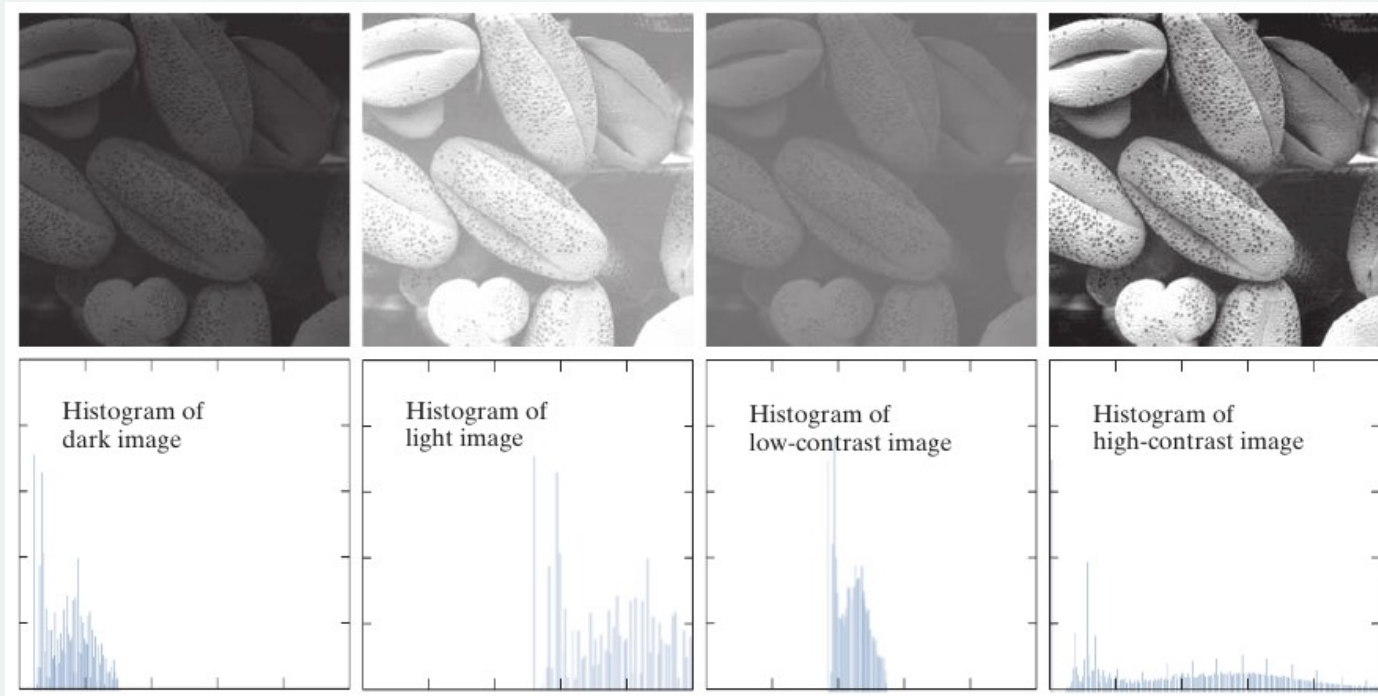 Histogram of
dark image
Histogram of
light image
Histogram of
low-contrast image
Histogram of
high-contrast image